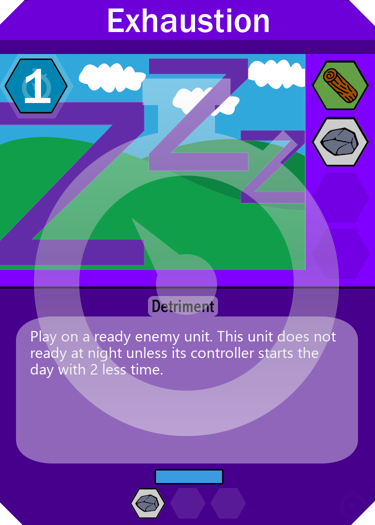 Exhaustion
1
Z Z Z
Detriment
Play on a ready enemy unit. This unit does not
ready at night unless its controller starts the
day with 2 less time.